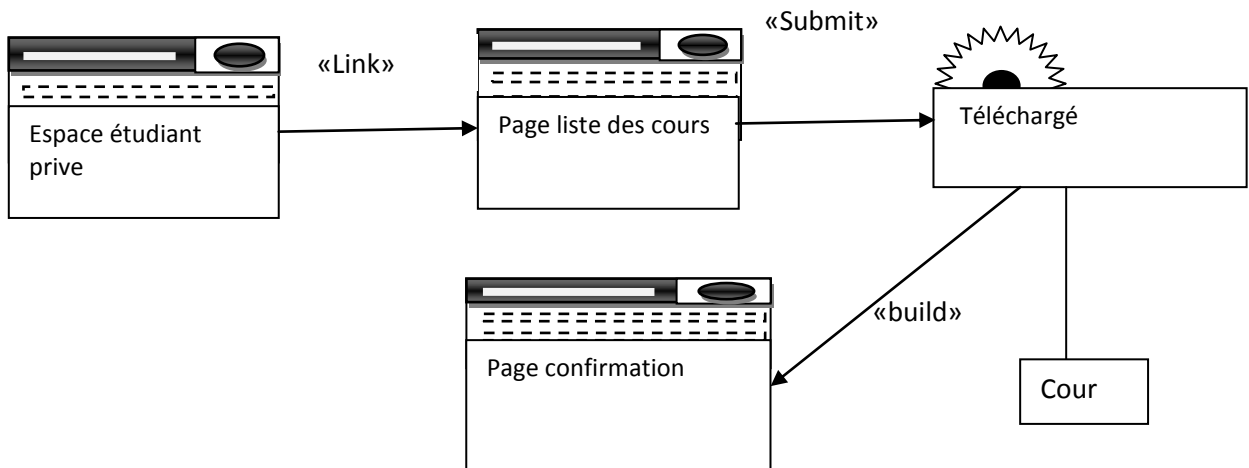 «Submit»
«Link»
Espace étudiant
prive
Page liste des cours
Téléchargé
«build»
Page confirmation
Cour